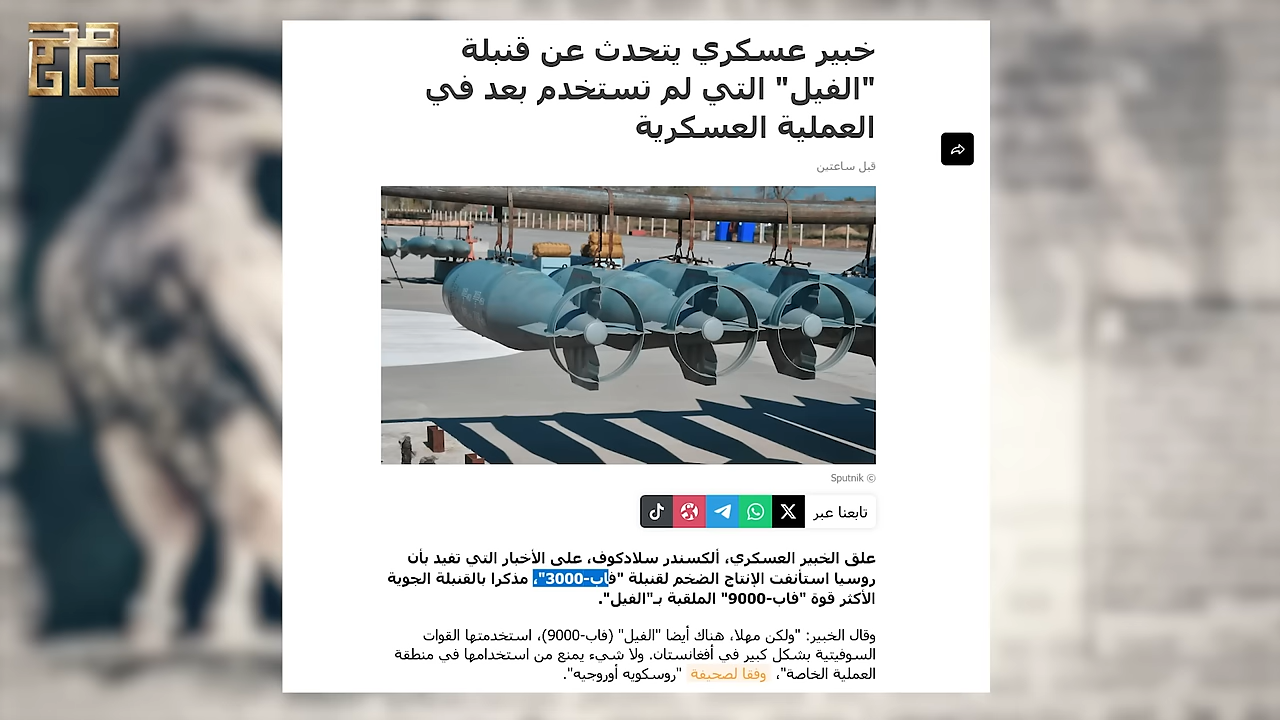 خبير عسكري يتحدث عن قنبلة
"الفيل" التي لم تستخدم بعد في
العملية العسكرية
قبل ساعتين
Sputnik ©
تابعنا عبر
علق الخبير العسكري، ألكسندر سلادكوف، على الأخبار التي تفيد بأن
روسيا استأنفت الإنتاج الضخم لقنبلة "فاب-3000"، مذكرا بالقنبلة الجوية
الأكثر قوة "فاب-9000" الملقبة بـ"الفيل".
وقال الخبير: "ولكن مهلا، هناك أيضا "الفيل" (فاب-9000)، استخدمتها القوات
السوفيتية بشكل كبير في أفغانستان. ولا شيء يمنع من استخدامها في منطقة
العملية الخاصة"، وفقا لصحيفة "روسكويه أوروجيه".